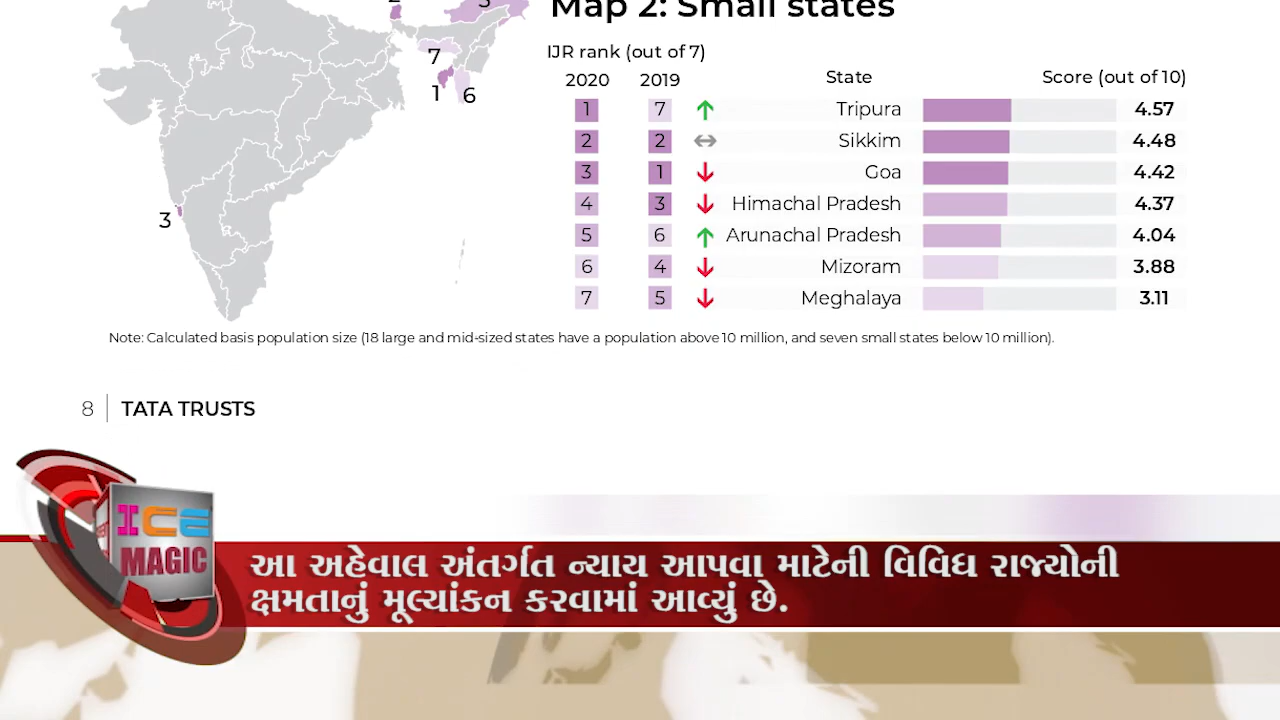 Map 2: Small states
IJR rank (out of 7)
2020 2019 State Score (out of 10)
1 7 Tripura 4.57
2 2 Sikkim 4.48
3 1 Goa 4.42
4 3 Himachal Pradesh 4.37
5 6 Arunachal Pradesh 4.04
6 4 Mizoram 3.88
7 5 Meghalaya 3.11
7
1 6
3
Note: Calculated basis population size (18 large and mid-sized states have a population above 10 million, and seven small states below 10 million).
8 TATA TRUSTS
ICE
MAGIC
આ અહેવાલ અંતર્ગત ન્યાય આપવા માટેની વિવિધ રાજ્યોની
ક્ષમતાનું મૂલ્યાંકન કરવામાં આવ્યું છે.